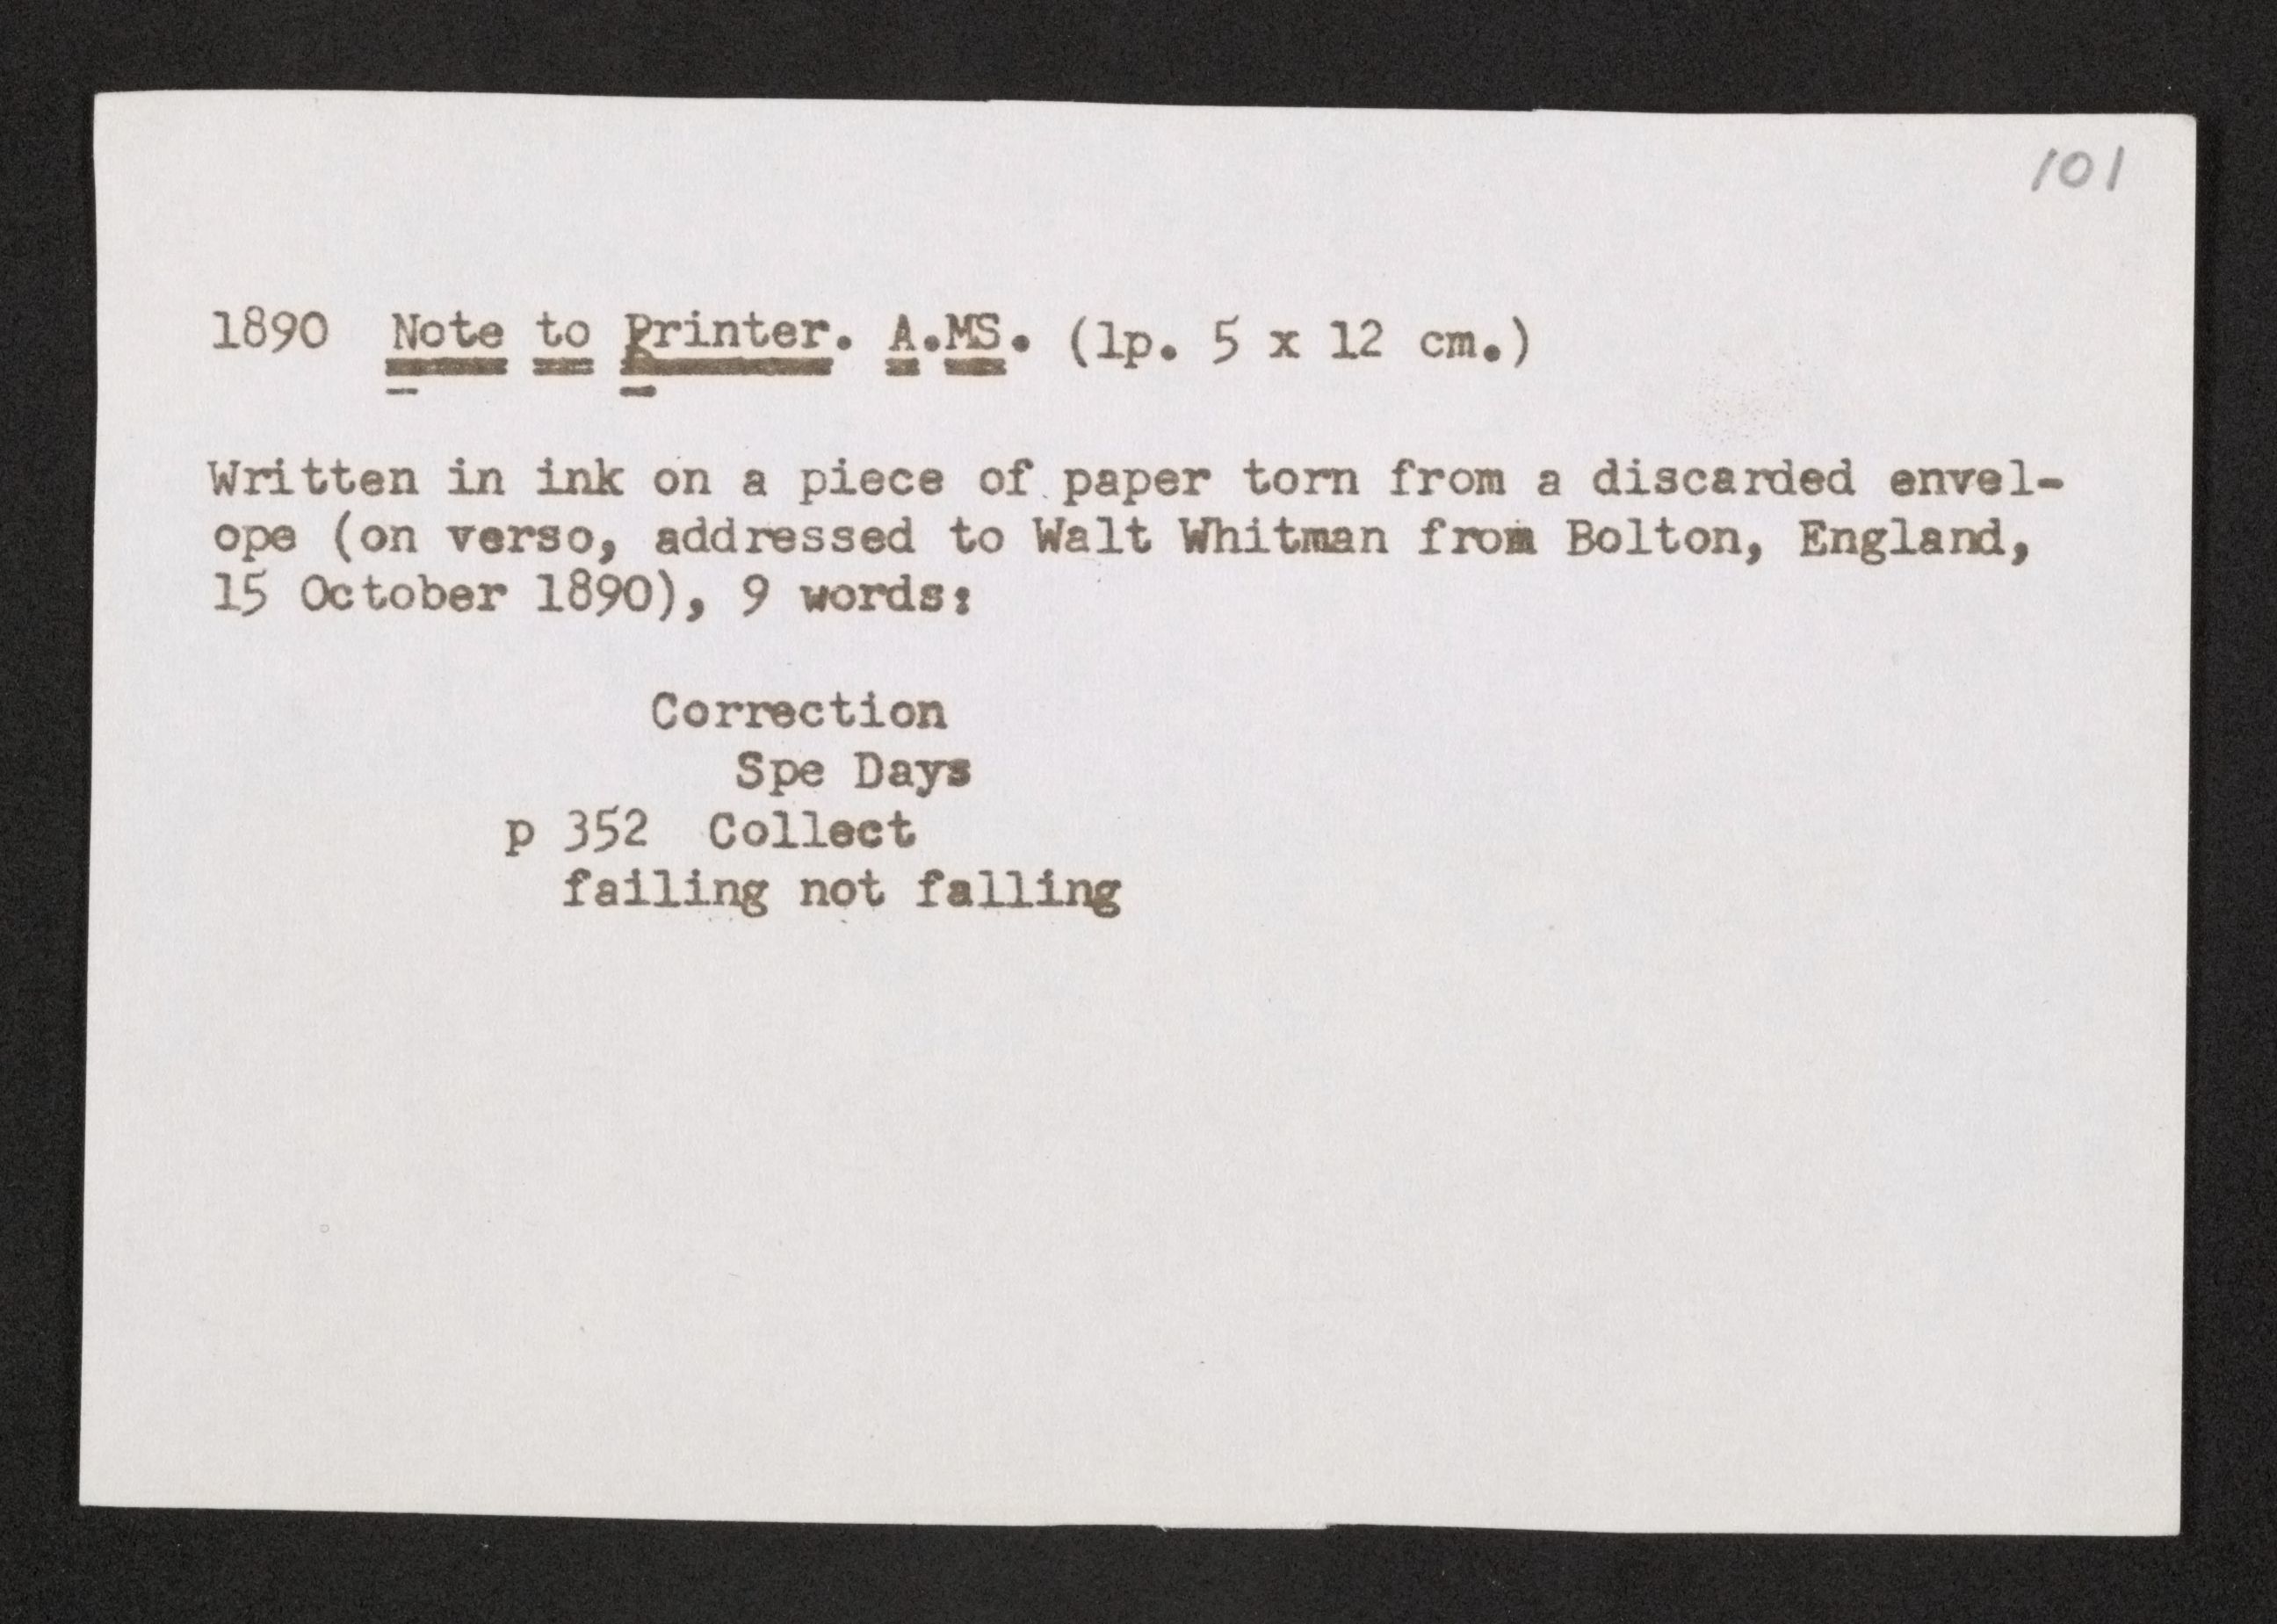 101
1890 Note to Printer. A.MS. (1p. 5 x 12 cm.)
Written in ink on a piece of paper torn from a discarded envel-
ope (on verso, addressed to Walt Whitman from Bolton, England,
15 October 1890), 9 words:
Correction
Spe Days
p 352 Collect
failing not falling